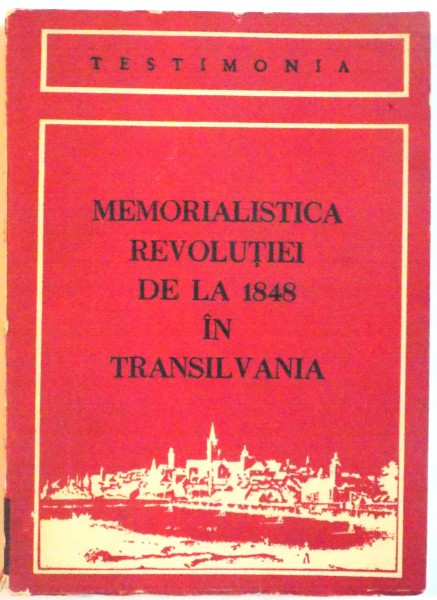 TESTIMONIA
MEMORIALISTICA
REVOLUȚIEI
DE LA 1848
ÎN
TRANSILVANIA